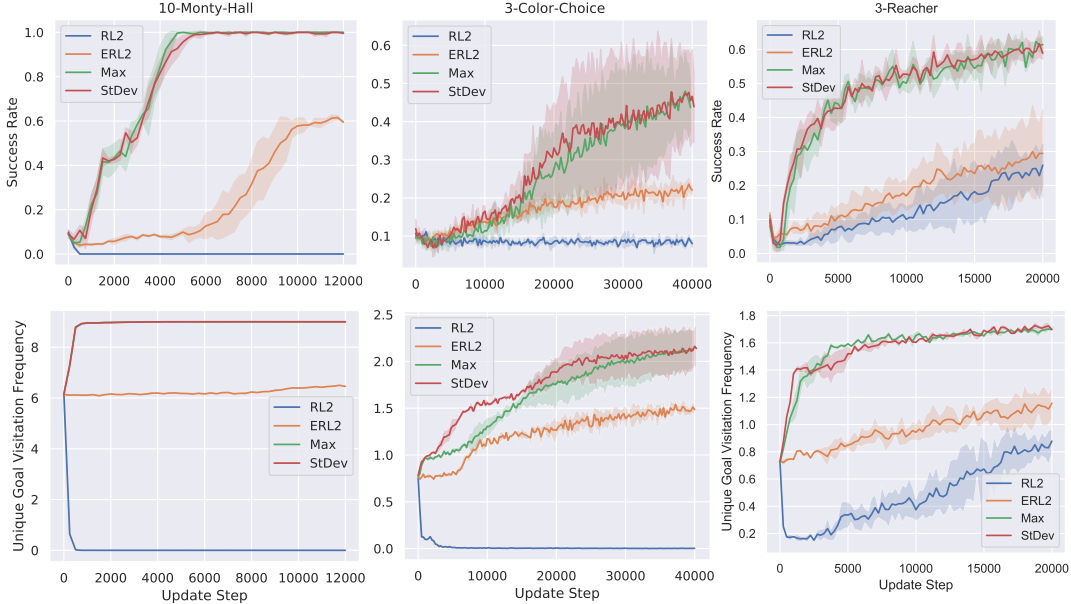 10-Monty-Hall
1.0
0.8
0.6
0.4
0.2
0.0
Success Rate
RL2
ERL2
Max
StDev
0
2000
4000
6000
8000
10000
12000
3-Color-Choice
0.6
0.5
0.4
0.3
0.2
0.1
RL2
ERL2
Max
StDev
0
10000
20000
30000
40000
3-Reacher
0.6
0.5
0.4
0.3
0.2
0.1
0.0
Success Rate
RL2
ERL2
Max
StDev
0
5000
10000
15000
20000
8
6
4
2
0
Unique Goal Visitation Frequency
RL2
ERL2
Max
StDev
0
2000
4000
6000
8000
10000
12000
Update Step
2.5
2.0
1.5
1.0
0.5
0.0
RL2
ERL2
Max
StDev
0
10000
20000
30000
40000
Update Step
1.8
1.6
1.4
1.2
1.0
0.8
0.6
0.4
0.2
Unique Goal Visitation Frequency
RL2
ERL2
Max
StDev
0
5000
10000
15000
20000
Update Step